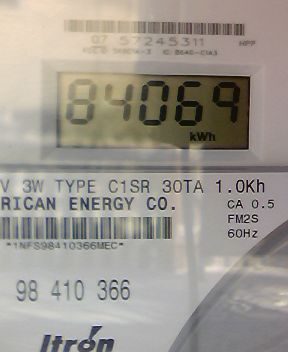 07 57245311
84069
kWh
V 3W TYPE C1SR 30TA 1.0Kh
RICAN ENERGY CO.
CA 0.5
FM2S
60Hz
*1NFS98410366MEC*
98 410 366
Itron